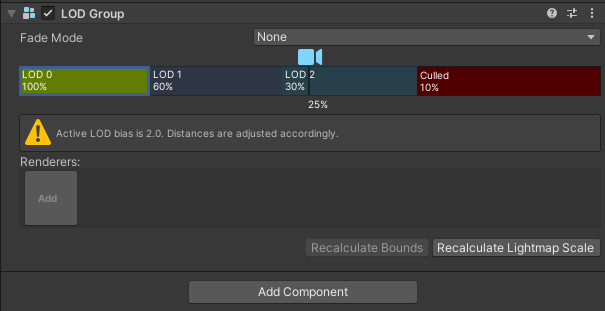 LOD Group
Fade Mode
None
LOD 0
100%
LOD 1
60%
LOD 2
30%
Culled
10%
25%
Active LOD bias is 2.0. Distances are adjusted accordingly.
Renderers:
Add
Recalculate Bounds
Recalculate Lightmap Scale
Add Component